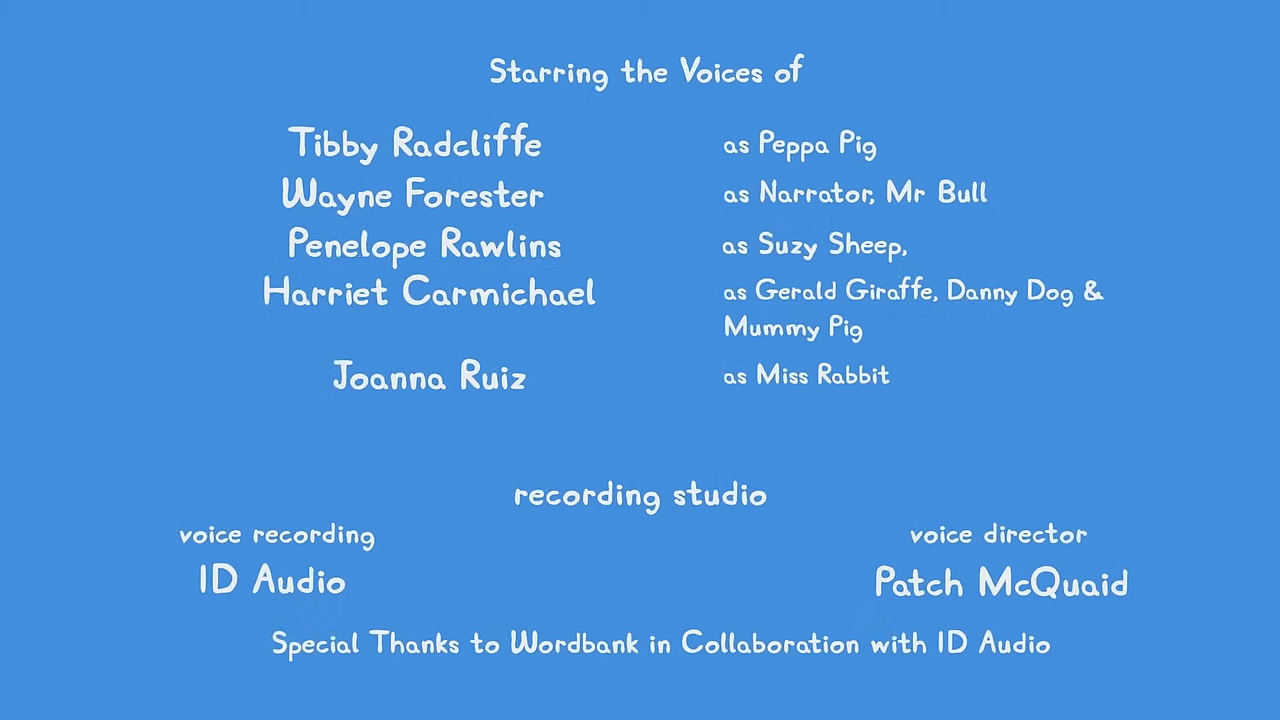 Starring the Voices of
Tibby Radcliffe as Peppa Pig
Wayne Forester as Narrator, Mr Bull
Penelope Rawlins as Suzy Sheep,
Harriet Carmichael as Gerald Giraffe, Danny Dog &
Mummy Pig
Joanna Ruiz as Miss Rabbit
recording studio
voice recording voice director
ID Audio Patch McQuaid
Special Thanks to Wordbank in Collaboration with ID Audio